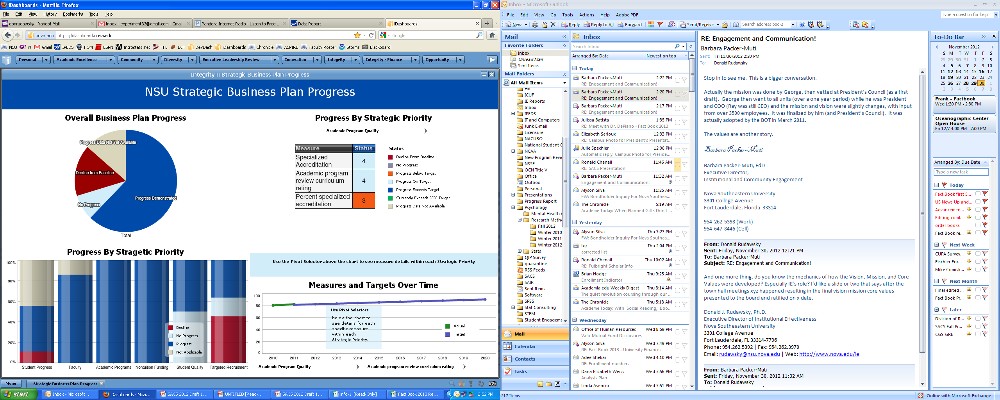 iDashboards - Mozilla Firefox
File Edit View History Bookmarks Tools Help
donrudawsky - Yahoo! Mail
Inbox - experiment33@gmail.com - Gmail
Pandora Internet Radio - Listen to Free ...
Data Report
iDashboards
nova.edu https://idashboard.nova.edu
Google
NSU Y! Gmail IPEDS FOM ESPN Introstats.net FFL DLF DevDash iDashboards Chronicle ASPIRE Faculty Roster Storms Blackboard
Personal Academic Excellence Community Diversity Executive Leadership Review Innovation Integrity Integrity - Finance Opportunity
Integrity :: Strategic Business Plan Progress
NSU Strategic Business Plan Progress
Overall Business Plan Progress
Progress Data Not Yet Available
Decline from Baseline
No Progress
Progress Demonstrated
Total
Progress By Strategic Priority
Academic Program Quality
Measure Status
Specialized
Accreditation 4
Academic program
review curriculum 4
rating
Percent specialized
accreditation 3
Status
Decline From Baseline
No Progress
Progress Below Target
Progress On Target
Progress Exceeds Target
Currently Exceeds 2020 Target
Progress Data Not Available
Progress By Stragetic Priority
100%
80%
60%
40%
20%
0%
Decline
No Progress
Progress
Not Applicable
Student Progress Faculty Academic Programs Nontuition Funding Student Quality Targeted Recruitment
Use the Pivot Selector above the chart to see measure details within each Strategic Priority
Measures and Targets Over Time
100
80
60
40
20
0
Use Pivot Selectors
below the chart to
see details for each
specific measure
within each
Strategic Priority.
Actual
Target
2010 2011 2012 2013 2014 2015 2016 2017 2018 2019 2020
Academic Program Quality
Academic program review curriculum rating
Menu
Strategic Business Plan Progress
start
Inbox - Microsoft ...
iDashboards - Mozi...
SACS 2012 Draft 1...
UNTITLED [Read-...
SACS 2012 Draft 1...
info-1 [Read-Only]
Fact Book 2013 Re...
2:52 PM
Inbox - Microsoft Outlook
File Edit View Go Tools Actions Help Adobe PDF
Type a question for help
New Reply Reply to All Forward Send/Receive Search address books
Mail
Favorite Folders
Inbox
Unread Mail
Sent Items
Mail Folders
All Mail Items
HR
ICUF
IE Reports
Inbox
IPEDS
IT and Computers
Junk E-mail
Licensure
NACUBO
National Student C
NCAA
New Program Revie
NSSE
OCN Title V
Office
Outbox
Personal
Presentations
Progress Report
Psychology
Mental Health
Research Metho
Fall 2012
Winter 2010
Winter 2011
Winter 2012
Stats
QIP Survey
quarantine
RSS Feeds
SACS
SAIR
Sent Items
Software
SPSS
Stat Consulting
STEM
Student Engageme
Mail
Calendar
Contacts
Tasks
217 Items
Inbox
Search Inbox
Arranged By: Date Newest on top
Today
Barbara Packer-Muti 2:22 PM
RE: Engagement and Communication!
Barbara Packer-Muti 2:20 PM
RE: Engagement and Communication!
Barbara Packer-Muti 2:17 PM
RE: Engagement and Communication!
Julissa Batista 1:35 PM
RE: Meet with Dr. DePiano - Fact Book 2013
Elizabeth Serioux 12:33 PM
RE: Campus Photo for President's Presentat...
Julie Spechler 12:06 PM
Automatic reply: Campus Photo for Preside...
Ronald Chenail 11:46 AM
RE: SACS Presentation
Barbara Packer-Muti 11:32 AM
Engagement and Communication!
Alyson Silva 11:25 AM
FW: Bondholder Inquiry For Nova Southea...
The Chronicle 5:19 AM
Academe Today: When Planned Gifts Don't ...
Yesterday
Alyson Silva Thu 7:27 PM
FW: Bondholder Inquiry For Nova Southea...
tqr Thu 2:04 PM
corrected list
Ronald Chenail Thu 10:02 AM
RE: Fulbright Scholar Info
Brian Hodge Thu 9:25 AM
Enrollment Indicator
Academia.edu Weekly Digest Thu 8:14 AM
The quiet revolution coursing through our ...
The Chronicle Thu 5:18 AM
Academe Today: With 'Social Reading,' Boo...
Wednesday
Office of Human Resources Wed 8:59 PM
Valic Mutual Fund Disclosures
Alyson Silva Wed 7:49 PM
RE: Fact Book 2013 - University Finances
Adee Shekar Wed 4:10 PM
RE: Enrollment numbers
Dana Elizabeth Weiss Wed 3:56 PM
Analysis Plan
Linda Asencio Wed 3:51 PM
RE: Engagement and Communication!
Barbara Packer-Muti
Sent: Fri 11/30/2012 2:20 PM
To: Donald Rudawsky
Stop in to see me. This is a bigger conversation.
Actually the mission was done by George, then vetted at President's Council (as a first
draft). George then went to all units (over a one year period) while he was President
and COO (Ray was still CEO) and the mission and vision were slightly changes, with input
from over 3500 employees. It was finalized by him (and President's Council). It was
actually adopted by the BOT in March 2011.
The values are another story.
Barbara Packer-Muti
Barbara Packer-Muti, EdD
Executive Director,
Institutional and Community Engagement
Nova Southeastern University
3301 College Avenue
Fort Lauderdale, Florida 33314
954-262-5398 (Work)
954-647-8446 (Cell)
From: Donald Rudawsky
Sent: Friday, November 30, 2012 12:21 PM
To: Barbara Packer-Muti
Subject: RE: Engagement and Communication!
And one more thing, do you know the mechanics of how the Vision, Mission, and Core
Values were developed? Especially IE's role? I'd like a slide or two that says after the
town hall meetings xyz happened resulting in the final vision mission core values
presented to the board and ratified on x date.
Donald J. Rudawsky, Ph.D.
Executive Director of Institutional Effectiveness
Nova Southeastern University
3301 College Avenue
Fort Lauderdale, FL 33314-7796
Phone: 954.262.5392 | Fax: 954.262.3970
Email: rudawsky@nsu.nova.edu | Web: http://www.nova.edu/ie
From: Barbara Packer-Muti
Sent: Friday, November 30, 2012 11:32 AM
To: Donald Rudawsky
To-Do Bar
November 2012
S M T W T F S
28 29 30 31 1 2 3
4 5 6 7 8 9 10
11 12 13 14 15 16 17
18 19 20 21 22 23 24
25 26 27 28 29 30 1
2 3 4 5 6 7 8
Frank - Factbook
Wed 1:30 PM - 2:30 PM
Oceanographic Center
Open House
Fri 12/7 4:00 PM - 7:00 PM
Arranged By: Due Date
Type a new task
Today
Fact Book first 5...
US News Up and...
Advancemen...
Editing coml...
order books
Fact Book re...
Next Week
CUPA Survey...
Fischler Enr...
Mike Comisk...
Next Month
Final edited ...
Fact Book Pr...
Later
Division of R...
SACS Fall Pr...
CGS-GRE
Online with Microsoft Exchange